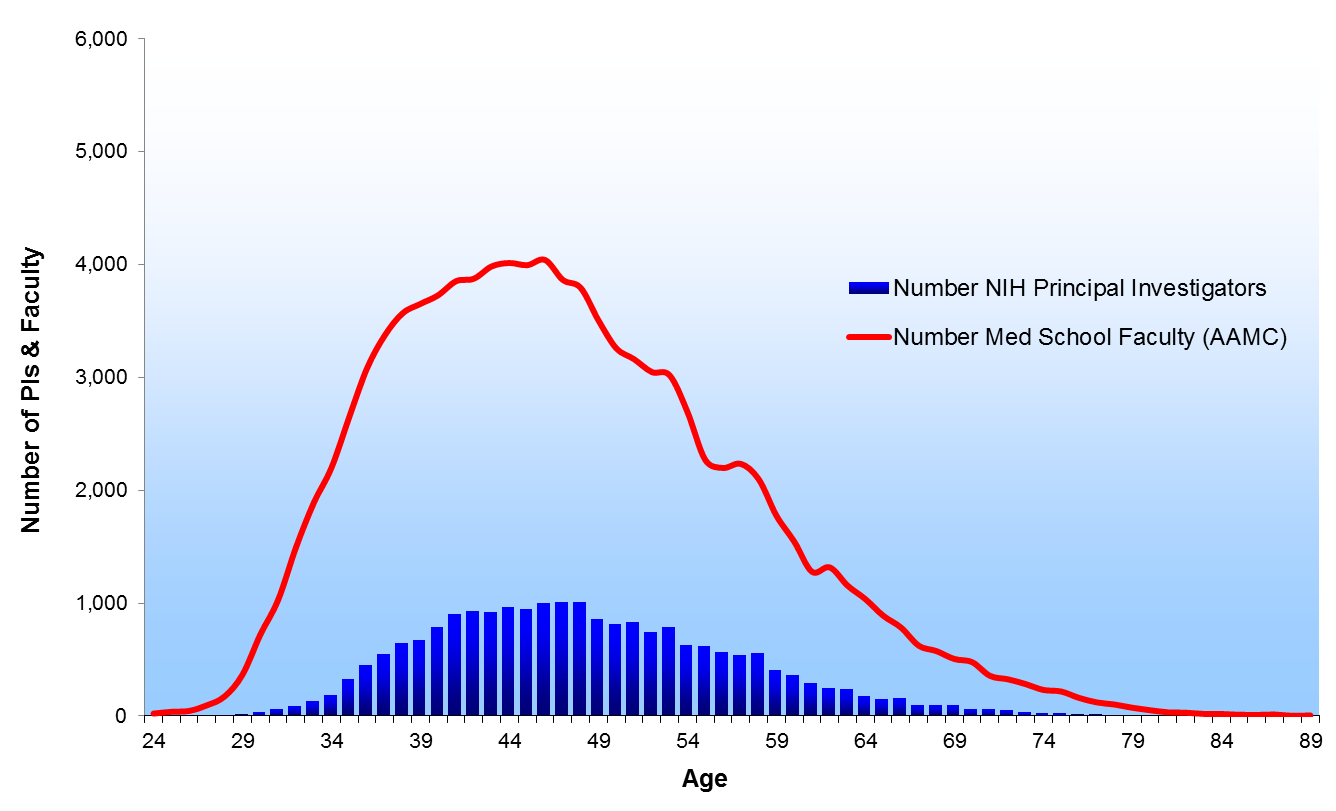 6,000
5,000
4,000
3,000
2,000
1,000
0
Number of PIs & Faculty
Number NIH Principal Investigators
Number Med School Faculty (AAMC)
24 29 34 39 44 49 54 59 64 69 74 79 84 89
Age